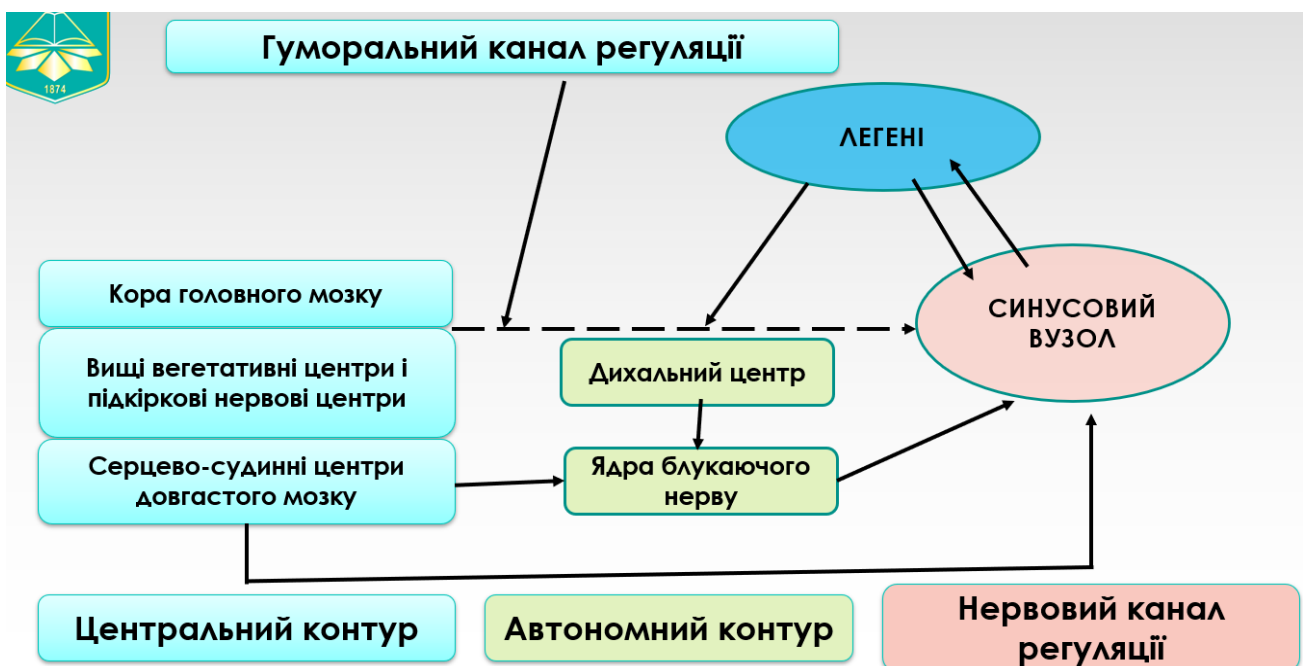 1874
Гуморальний канал регуляції
ЛЕГЕНІ
Кора головного мозку
СИНУСОВИЙ
ВУЗОЛ
Вищі вегетативні центри і
підкіркові нервові центри
Дихальний центр
Серцево-судинні центри
довгастого мозку
Ядра блукаючого
нерву
Центральний контур
Автономний контур
Нервовий канал
регуляції